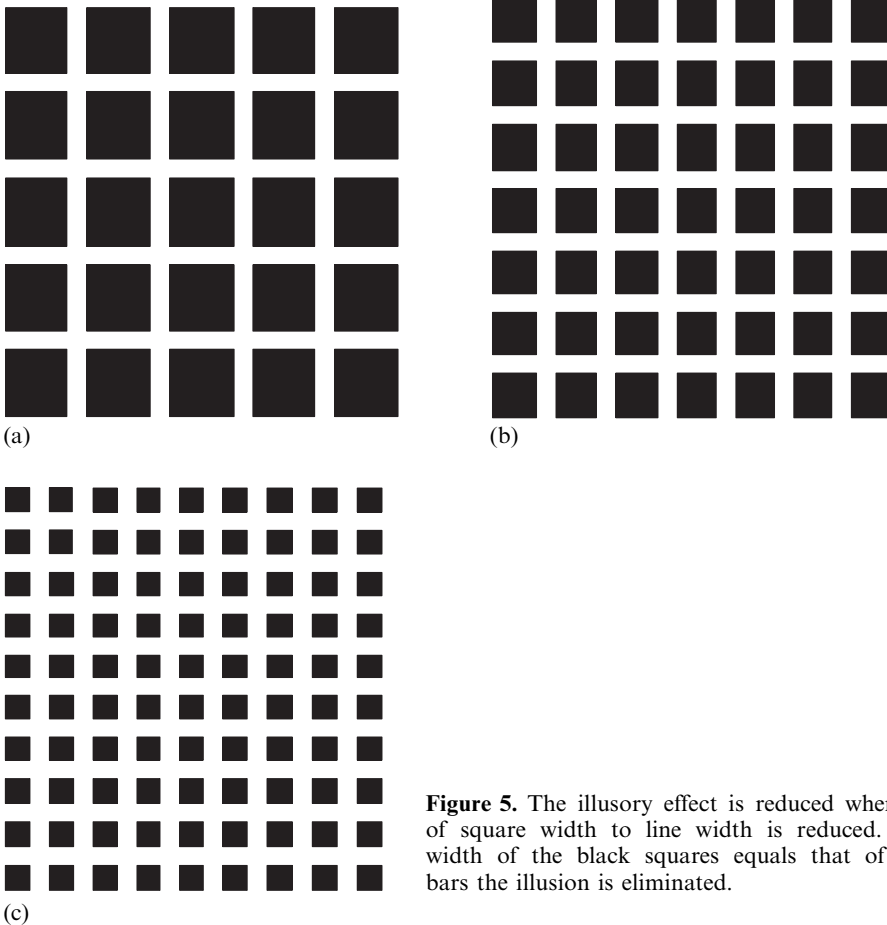 (a)
(b)
(c)
Figure 5. The illusory effect is reduced when
of square width to line width is reduced.
width of the black squares equals that of
bars the illusion is eliminated.